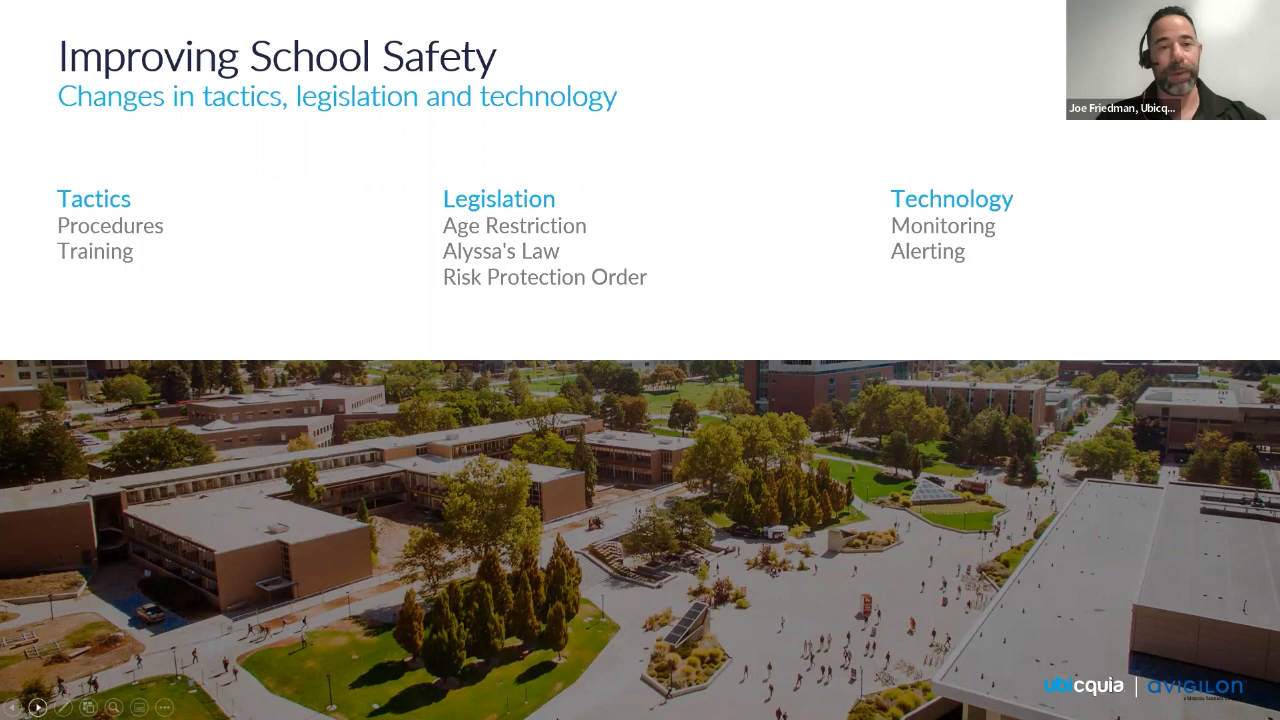 Improving School Safety
Changes in tactics, legislation and technology
Joe Friedman, Ubicq...
Tactics
Procedures
Training
Legislation
Age Restriction
Alyssa's Law
Risk Protection Order
Technology
Monitoring
Alerting
ubicquia | AVIGILON